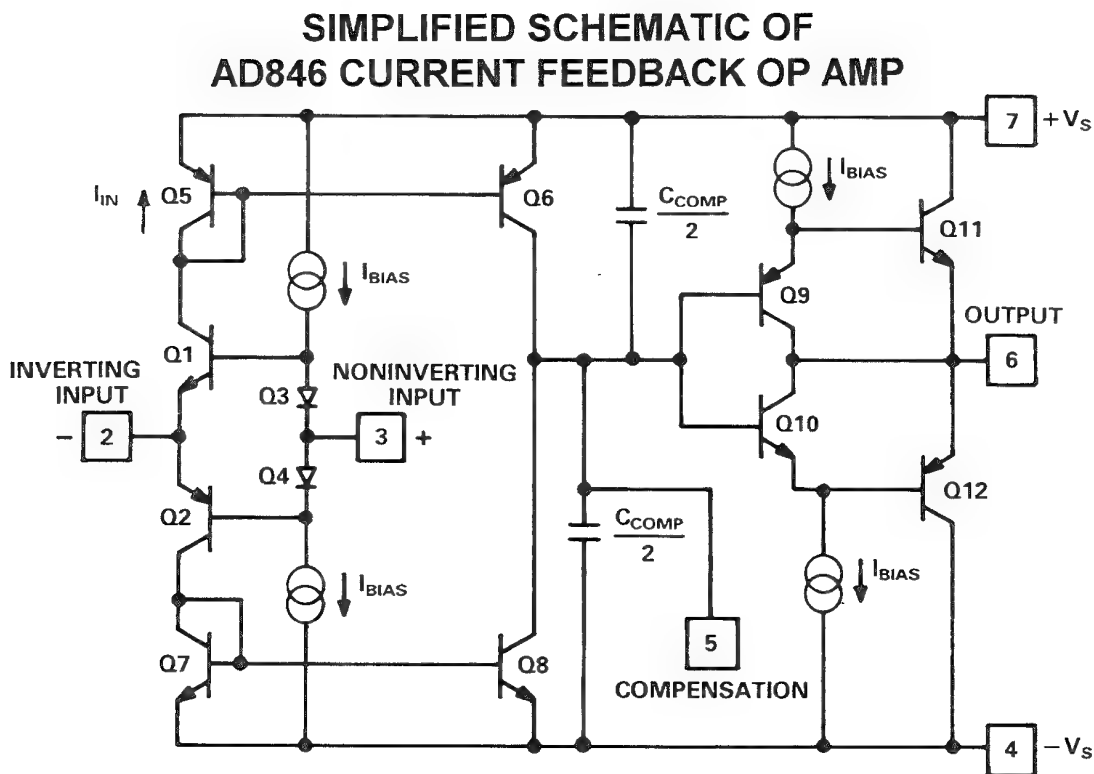 SIMPLIFIED SCHEMATIC OF
AD846 CURRENT FEEDBACK OP AMP
7 +VS
IIN
Q5
Q6
CCOMP
2
IBIAS
Q11
IBIAS
Q9
OUTPUT
6
Q1
INVERTING
INPUT
Q3
NONINVERTING
INPUT
- 2
3 +
Q10
Q4
Q2
Q12
CCOMP
2
IBIAS
IBIAS
5
COMPENSATION
Q7
Q8
4 -VS